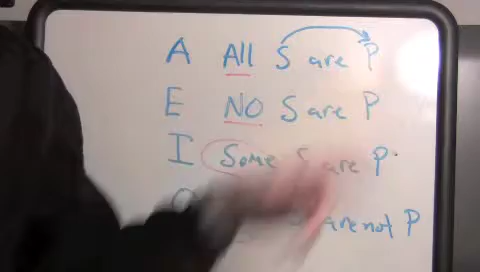 A All S are P
E NO S are P
I Some S are P
are not P